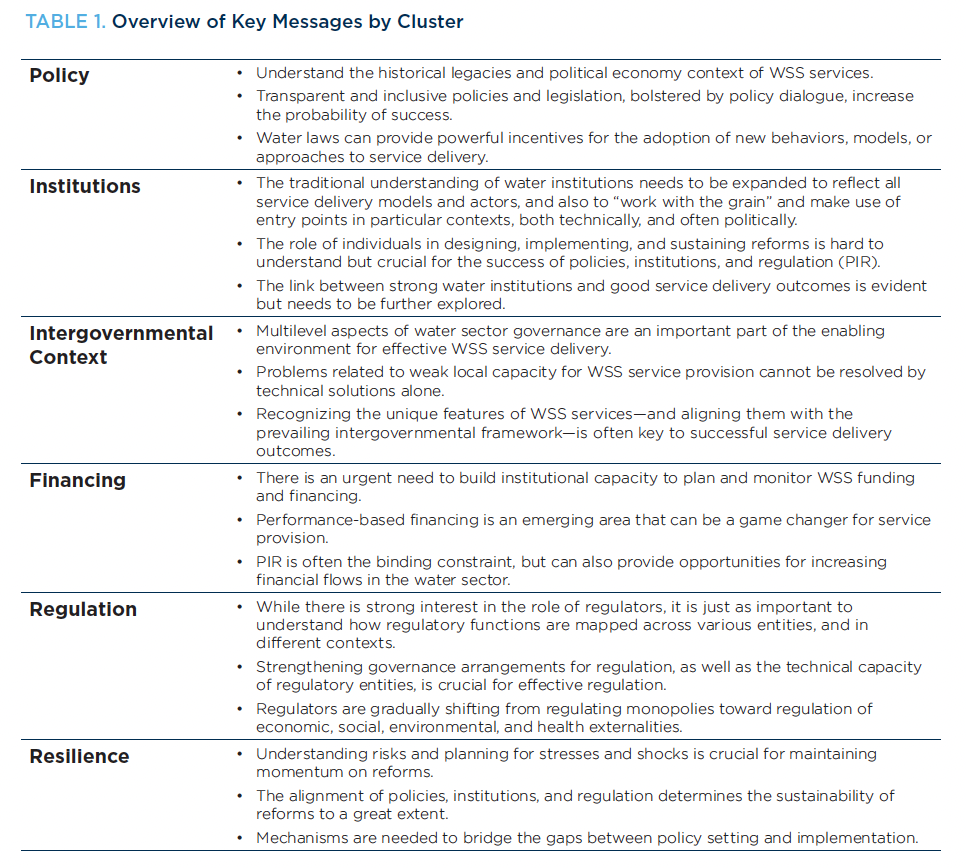 TABLE 1. Overview of Key Messages by Cluster
Policy
• Understand the historical legacies and political economy context of WSS services.
• Transparent and inclusive policies and legislation, bolstered by policy dialogue, increase
the probability of success.
• Water laws can provide powerful incentives for the adoption of new behaviors, models, or
approaches to service delivery.
Institutions
• The traditional understanding of water institutions needs to be expanded to reflect all
service delivery models and actors, and also to “work with the grain” and make use of
entry points in particular contexts, both technically, and often politically.
• The role of individuals in designing, implementing, and sustaining reforms is hard to
understand but crucial for the success of policies, institutions, and regulation (PIR).
• The link between strong water institutions and good service delivery outcomes is evident
but needs to be further explored.
Intergovernmental
Context
• Multilevel aspects of water sector governance are an important part of the enabling
environment for effective WSS service delivery.
• Problems related to weak local capacity for WSS service provision cannot be resolved by
technical solutions alone.
• Recognizing the unique features of WSS services—and aligning them with the
prevailing intergovernmental framework—is often key to successful service delivery
outcomes.
Financing
• There is an urgent need to build institutional capacity to plan and monitor WSS funding
and financing.
• Performance-based financing is an emerging area that can be a game changer for service
provision.
• PIR is often the binding constraint, but can also provide opportunities for increasing
financial flows in the water sector.
Regulation
• While there is strong interest in the role of regulators, it is just as important to
understand how regulatory functions are mapped across various entities, and in
different contexts.
• Strengthening governance arrangements for regulation, as well as the technical capacity
of regulatory entities, is crucial for effective regulation.
• Regulators are gradually shifting from regulating monopolies toward regulation of
economic, social, environmental, and health externalities.
Resilience
• Understanding risks and planning for stresses and shocks is crucial for maintaining
momentum on reforms.
• The alignment of policies, institutions, and regulation determines the sustainability of
reforms to a great extent.
• Mechanisms are needed to bridge the gaps between policy setting and implementation.